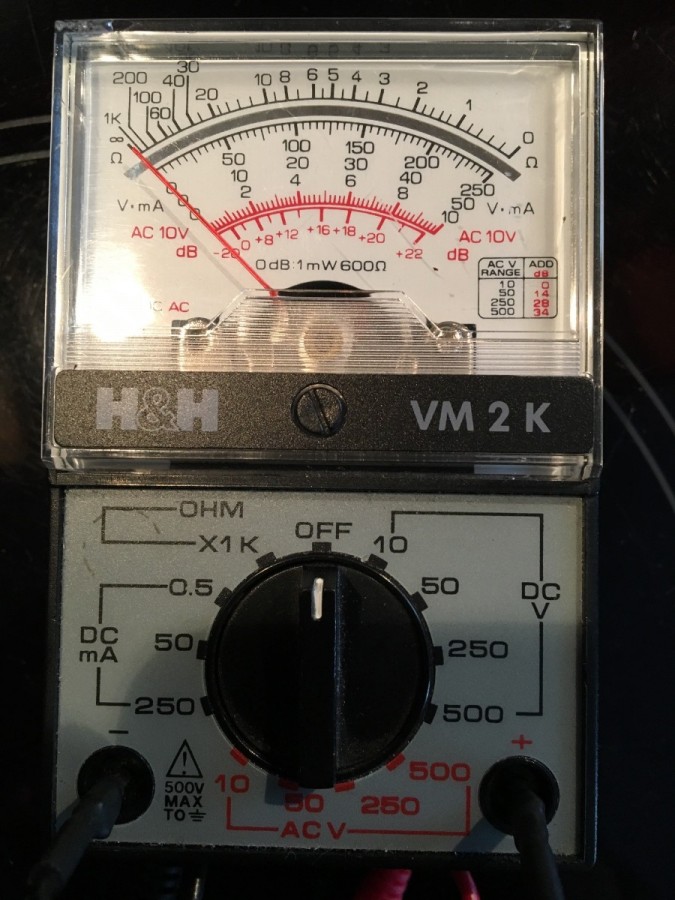 200 100 40 60 30 20 10 8 6 5 4 3 2 1 0
1K ∞
Ω Ω
0 50 100 150 200 250
0 10 20 30 40 50
V·mA V·mA
0 2 4 6 8 10
AC 10V AC 10V
dB -20 0 +8 +12 +16 +18 +20 +22 dB
0dB:1mW600Ω
AC V RANGE ADD dB
10 0
50 14
250 28
500 34
AC
H&H VM 2 K
OHM
X1K
OFF
10
0.5 50
DC mA
DC V
50 250
250 500
- +
500V
MAX
TO
10 50 250 500
AC V